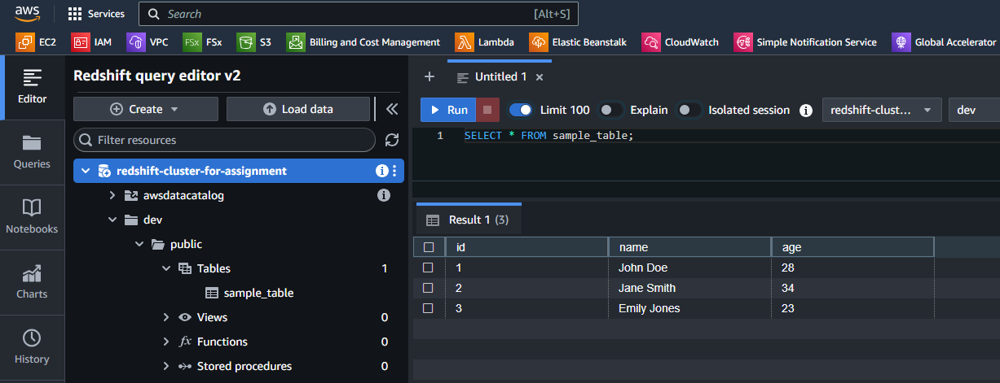 aws
Services
Search
[Alt+S]
EC2
IAM
VPC
FSx FSx
S3
Billing and Cost Management
Lambda
Elastic Beanstalk
CloudWatch
Simple Notification Service
Global Accelerator
Editor
Queries
Notebooks
Charts
History
Redshift query editor v2
Create
Load data
Filter resources
redshift-cluster-for-assignment
awsdatacatalog
dev
public
Tables 1
sample_table
Views 0
fx Functions 0
Stored procedures 0
+ Untitled 1 ×
Run
Limit 100
Explain
Isolated session
redshift-clust...
dev
1 SELECT * FROM sample_table;
Result 1 (3)
id name age
1 John Doe 28
2 Jane Smith 34
3 Emily Jones 23